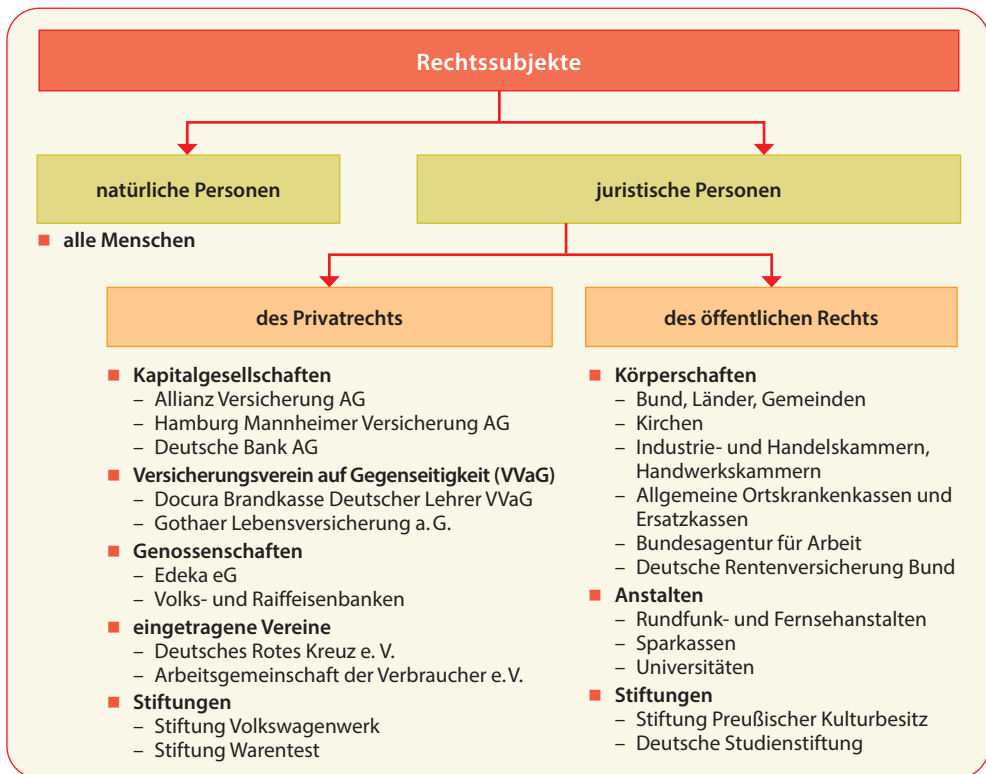 Rechtssubjekte
natürliche Personen
juristische Personen
■ alle Menschen
des Privatrechts
■ Kapitalgesellschaften
– Allianz Versicherung AG
– Hamburg Mannheimer Versicherung AG
– Deutsche Bank AG
■ Versicherungsverein auf Gegenseitigkeit (VVaG)
– Docura Brandkasse Deutscher Lehrer VVaG
– Gothaer Lebensversicherung a. G.
■ Genossenschaften
– Edeka eG
– Volks- und Raiffeisenbanken
■ eingetragene Vereine
– Deutsches Rotes Kreuz e. V.
– Arbeitsgemeinschaft der Verbraucher e. V.
■ Stiftungen
– Stiftung Volkswagenwerk
– Stiftung Warentest
des öffentlichen Rechts
■ Körperschaften
– Bund, Länder, Gemeinden
– Kirchen
– Industrie- und Handelskammern,
Handwerkskammern
– Allgemeine Ortskrankenkassen und
Ersatzkassen
– Bundesagentur für Arbeit
– Deutsche Rentenversicherung Bund
■ Anstalten
– Rundfunk- und Fernsehanstalten
– Sparkassen
– Universitäten
■ Stiftungen
– Stiftung Preußischer Kulturbesitz
– Deutsche Studienstiftung